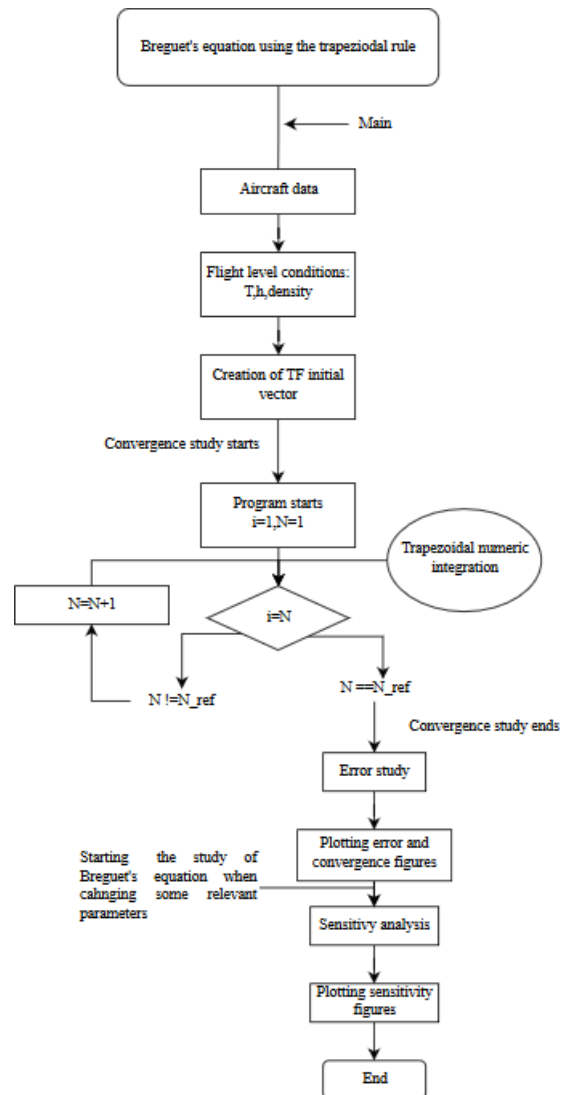 Breguet's equation using the trapeziodal rule
Main
Aircraft data
Flight level conditions:
T,h,density
Creation of TF initial
vector
Convergence study starts
Program starts
i=1,N=1
Trapezoidal numeric
integration
N=N+1
i=N
N !=N_ref
N ==N_ref
Convergence study ends
Error study
Plotting error and
convergence figures
Starting the study of
Breguet's equation when
cahnging some relevant
parameters
Sensitivy analysis
Plotting sensitivity
figures
End